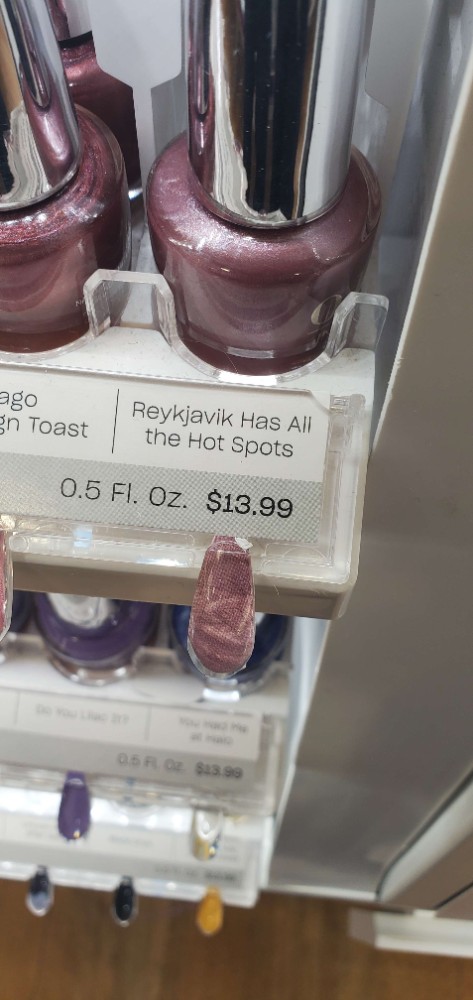 ago
gn Toast
Reykjavik Has All
the Hot Spots
0.5 Fl. Oz. $13.99
Do You Lilac It?
You Had Me
at Halo
0.5 Fl. Oz. $13.99